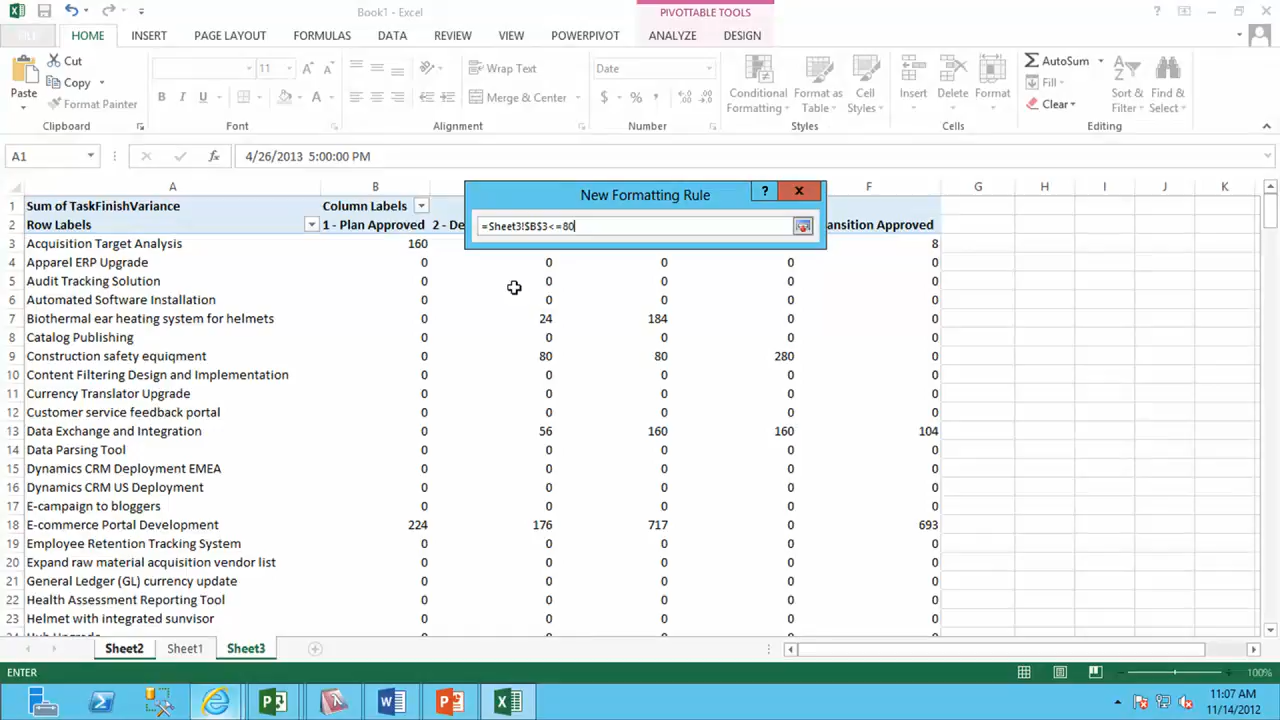 Book1 - Excel
PIVOTTABLE TOOLS
FILE HOME INSERT PAGE LAYOUT FORMULAS DATA REVIEW VIEW POWERPIVOT ANALYZE DESIGN
Paste
Cut
Copy
Format Painter
11 A A
B I U A
Wrap Text
Merge & Center
Date
$ % ,
Conditional Formatting
Format as Table
Cell Styles
Insert Delete Format
AutoSum
Fill
Clear
Sort & Filter
Find & Select
Clipboard Font Alignment Number Styles Cells Editing
A1 fx 4/26/2013 5:00:00 PM
A B F G H I J K
New Formatting Rule ?
=Sheet3!$B$3<=80
1 Sum of TaskFinishVariance Column Labels
2 Row Labels 1 - Plan Approved 2 - De Approved
3 Acquisition Target Analysis 160 8
4 Apparel ERP Upgrade 0 0 0 0 0
5 Audit Tracking Solution 0 0 0 0 0
6 Automated Software Installation 0 0 0 0 0
7 Biothermal ear heating system for helmets 0 24 184 0 0
8 Catalog Publishing 0 0 0 0 0
9 Construction safety equiqment 0 80 80 280 0
10 Content Filtering Design and Implementation 0 0 0 0 0
11 Currency Translator Upgrade 0 0 0 0 0
12 Customer service feedback portal 0 0 0 0 0
13 Data Exchange and Integration 0 56 160 160 104
14 Data Parsing Tool 0 0 0 0 0
15 Dynamics CRM Deployment EMEA 0 0 0 0 0
16 Dynamics CRM US Deployment 0 0 0 0 0
17 E-campaign to bloggers 0 0 0 0 0
18 E-commerce Portal Development 224 176 717 0 693
19 Employee Retention Tracking System 0 0 0 0 0
20 Expand raw material acquisition vendor list 0 0 0 0 0
21 General Ledger (GL) currency update 0 0 0 0 0
22 Health Assessment Reporting Tool 0 0 0 0 0
23 Helmet with integrated sunvisor 0 0 0 0 0
Sheet2 Sheet1 Sheet3
ENTER 100%
11:07 AM
11/14/2012